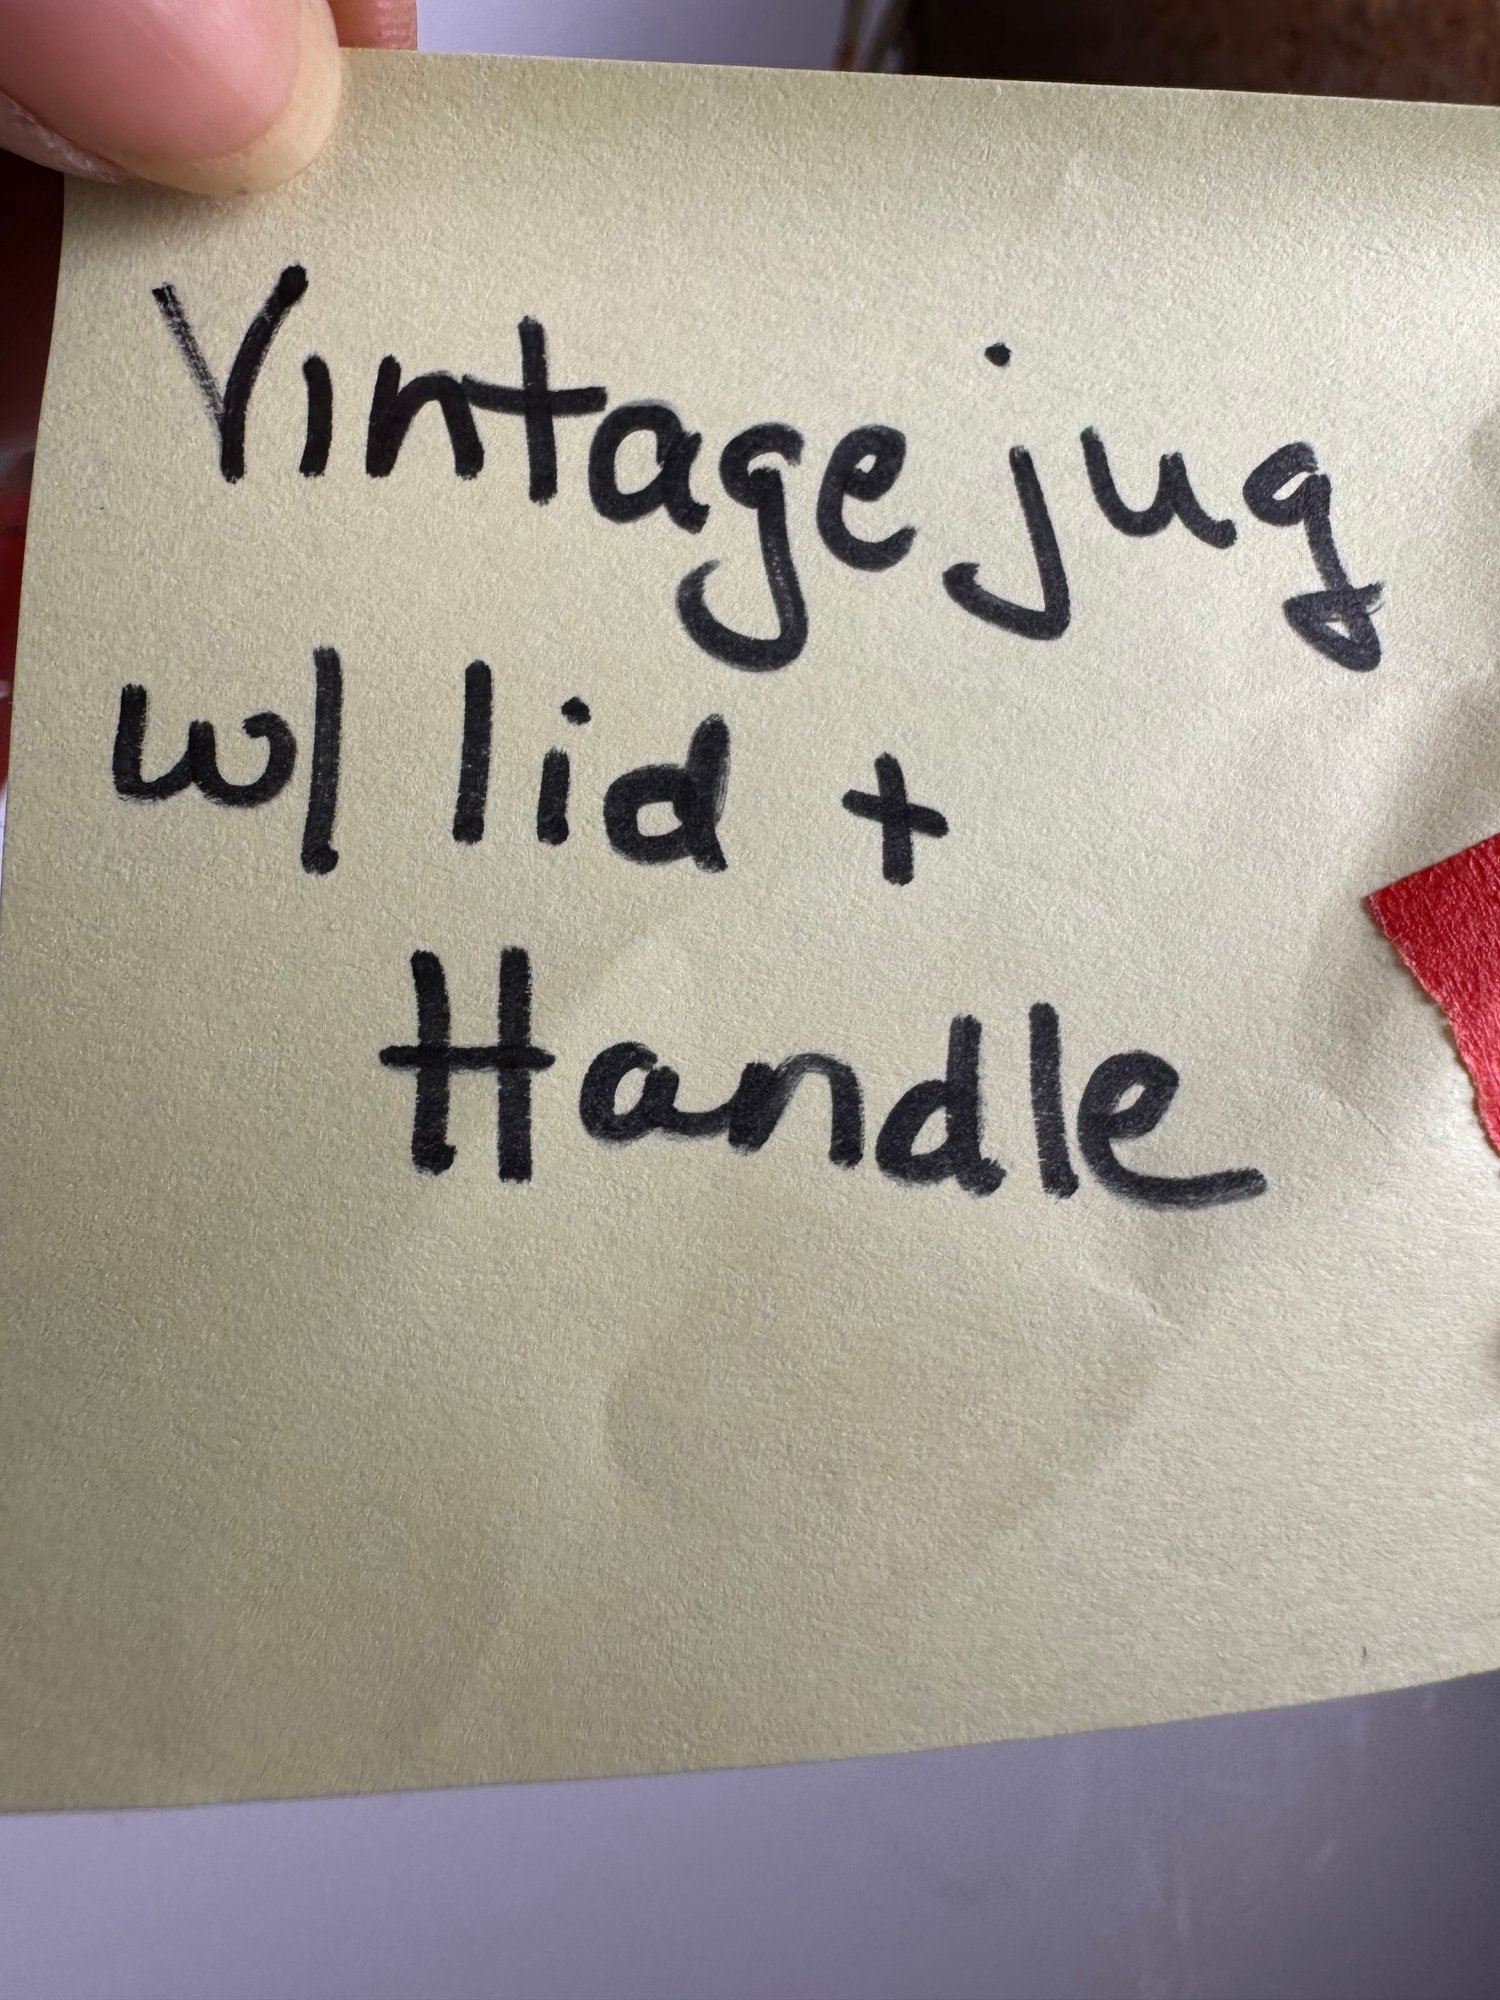 Vintage jug
w/ lid +
Handle